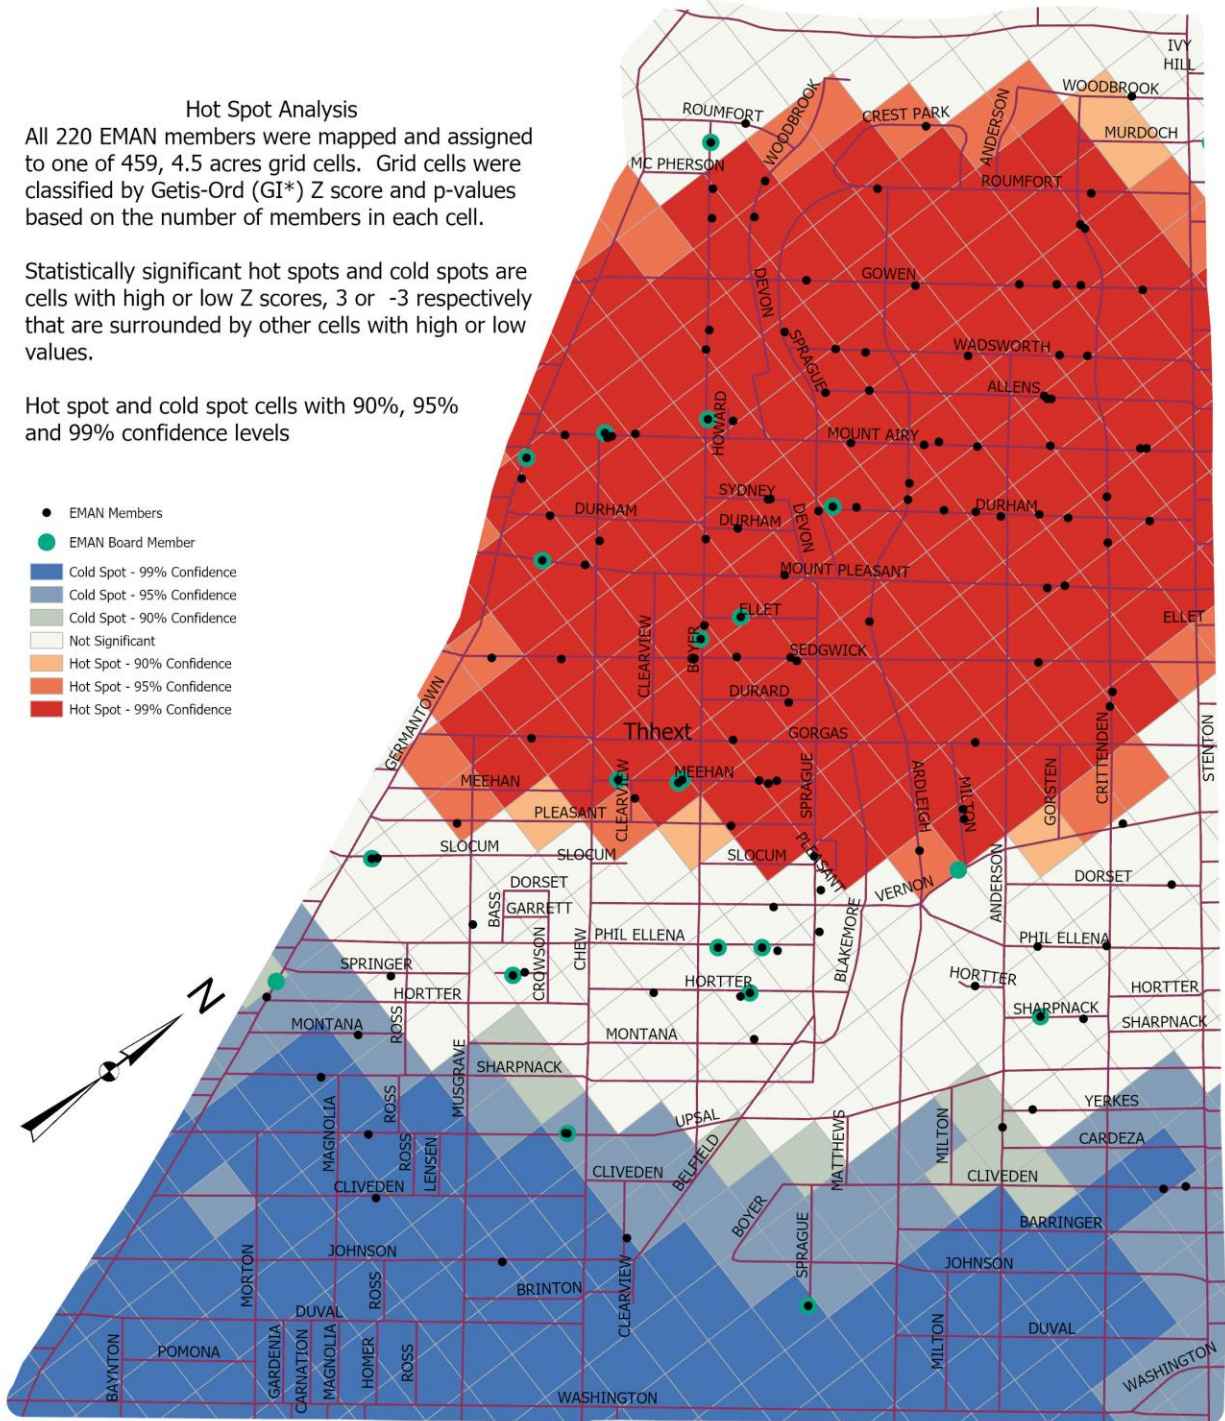 Hot Spot Analysis
All 220 EMAN members were mapped and assigned
to one of 459, 4.5 acres grid cells.  Grid cells were
classified by Getis-Ord (GI*) Z score and p-values
based on the number of members in each cell.
Statistically significant hot spots and cold spots are
cells with high or low Z scores, 3 or  -3 respectively
that are surrounded by other cells with high or low
values.
Hot spot and cold spot cells with 90%, 95%
and 99% confidence levels
EMAN Members
EMAN Board Member
Cold Spot - 99% Confidence
Cold Spot - 95% Confidence
Cold Spot - 90% Confidence
Not Significant
Hot Spot - 90% Confidence
Hot Spot - 95% Confidence
Hot Spot - 99% Confidence
IVY
HILL
WOODBROOK
ROUMFORT
WOODBROOK
CREST PARK
ANDERSON
MURDOCH
MC PHERSON
ROUMFORT
GOWEN
DEVON
SPRAGUE
WADSWORTH
ALLENS
HOWARD
MOUNT AIRY
SYDNEY
DURHAM
DURHAM
DEVON
DURHAM
MOUNT PLEASANT
ELLET
ELLET
CLEARVIEW
BOYER
SEDGWICK
DURARD
GERMANTOWN
Thhext
GORGAS
CRITTENDEN
STENTON
MEEHAN
CLEARVIEW
MEEHAN
SPRAGUE
ARDLEIGH
MILTON
GORSTEN
PLEASANT
SLOCUM
SLOCUM
SLOCUM
PLEASANT
VERNON
ANDERSON
DORSET
DORSET
BASS
GARRETT
PHIL ELLENA
CHEW
BLAKEMORE
PHIL ELLENA
SPRINGER
CROWSON
HORTTER
HORTTER
HORTTER
HORTTER
N
ROSS
MONTANA
MONTANA
SHARPNACK
SHARPNACK
MUSGRAVE
SHARPNACK
MAGNOLIA
ROSS
UPSAL
YERKES
ROSS
LENSEN
BELFIELD
MATTHEWS
MILTON
CARDEZA
CLIVEDEN
CLIVEDEN
CLIVEDEN
BOYER
SPRAGUE
BARRINGER
MORTON
JOHNSON
ROSS
BRINTON
CLEARVIEW
JOHNSON
DUVAL
MILTON
DUVAL
BAYNTON
POMONA
GARDENIA
CARNATION
MAGNOLIA
HOMER
ROSS
WASHINGTON
WASHINGTON